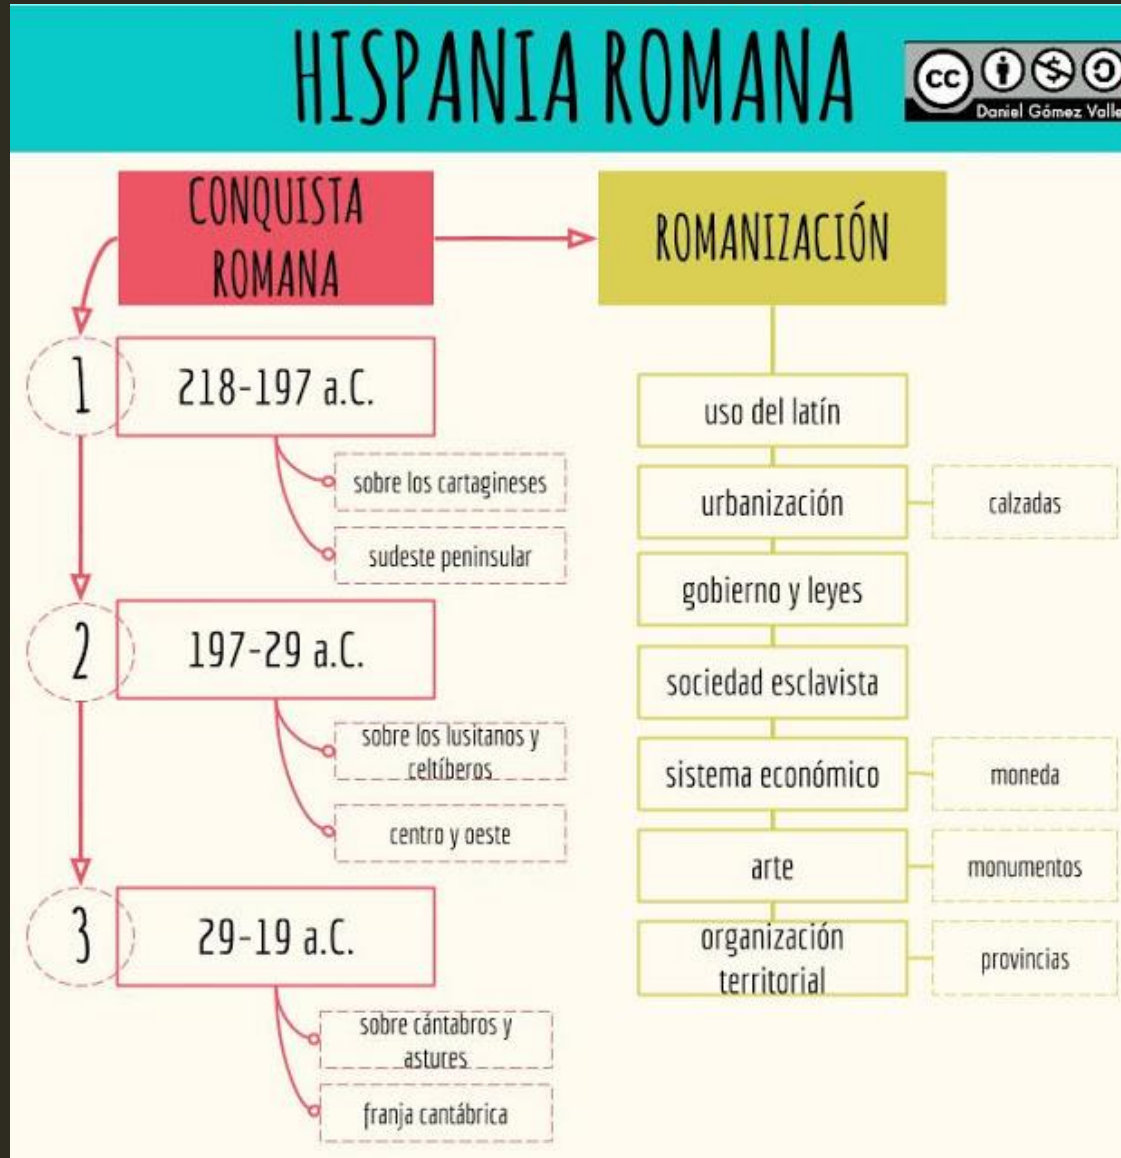 HISPANIA ROMANA
cc
Daniel Gómez Valle
CONQUISTA
ROMANA
1
218-197 a.C.
sobre los cartagineses
sudeste peninsular
2
197-29 a.C.
sobre los lusitanos y
celtíberos
centro y oeste
3
29-19 a.C.
sobre cántabros y
astures
franja cantábrica
ROMANIZACIÓN
uso del latín
urbanización
calzadas
gobierno y leyes
sociedad esclavista
sistema económico
moneda
arte
monumentos
organización
territorial
provincias